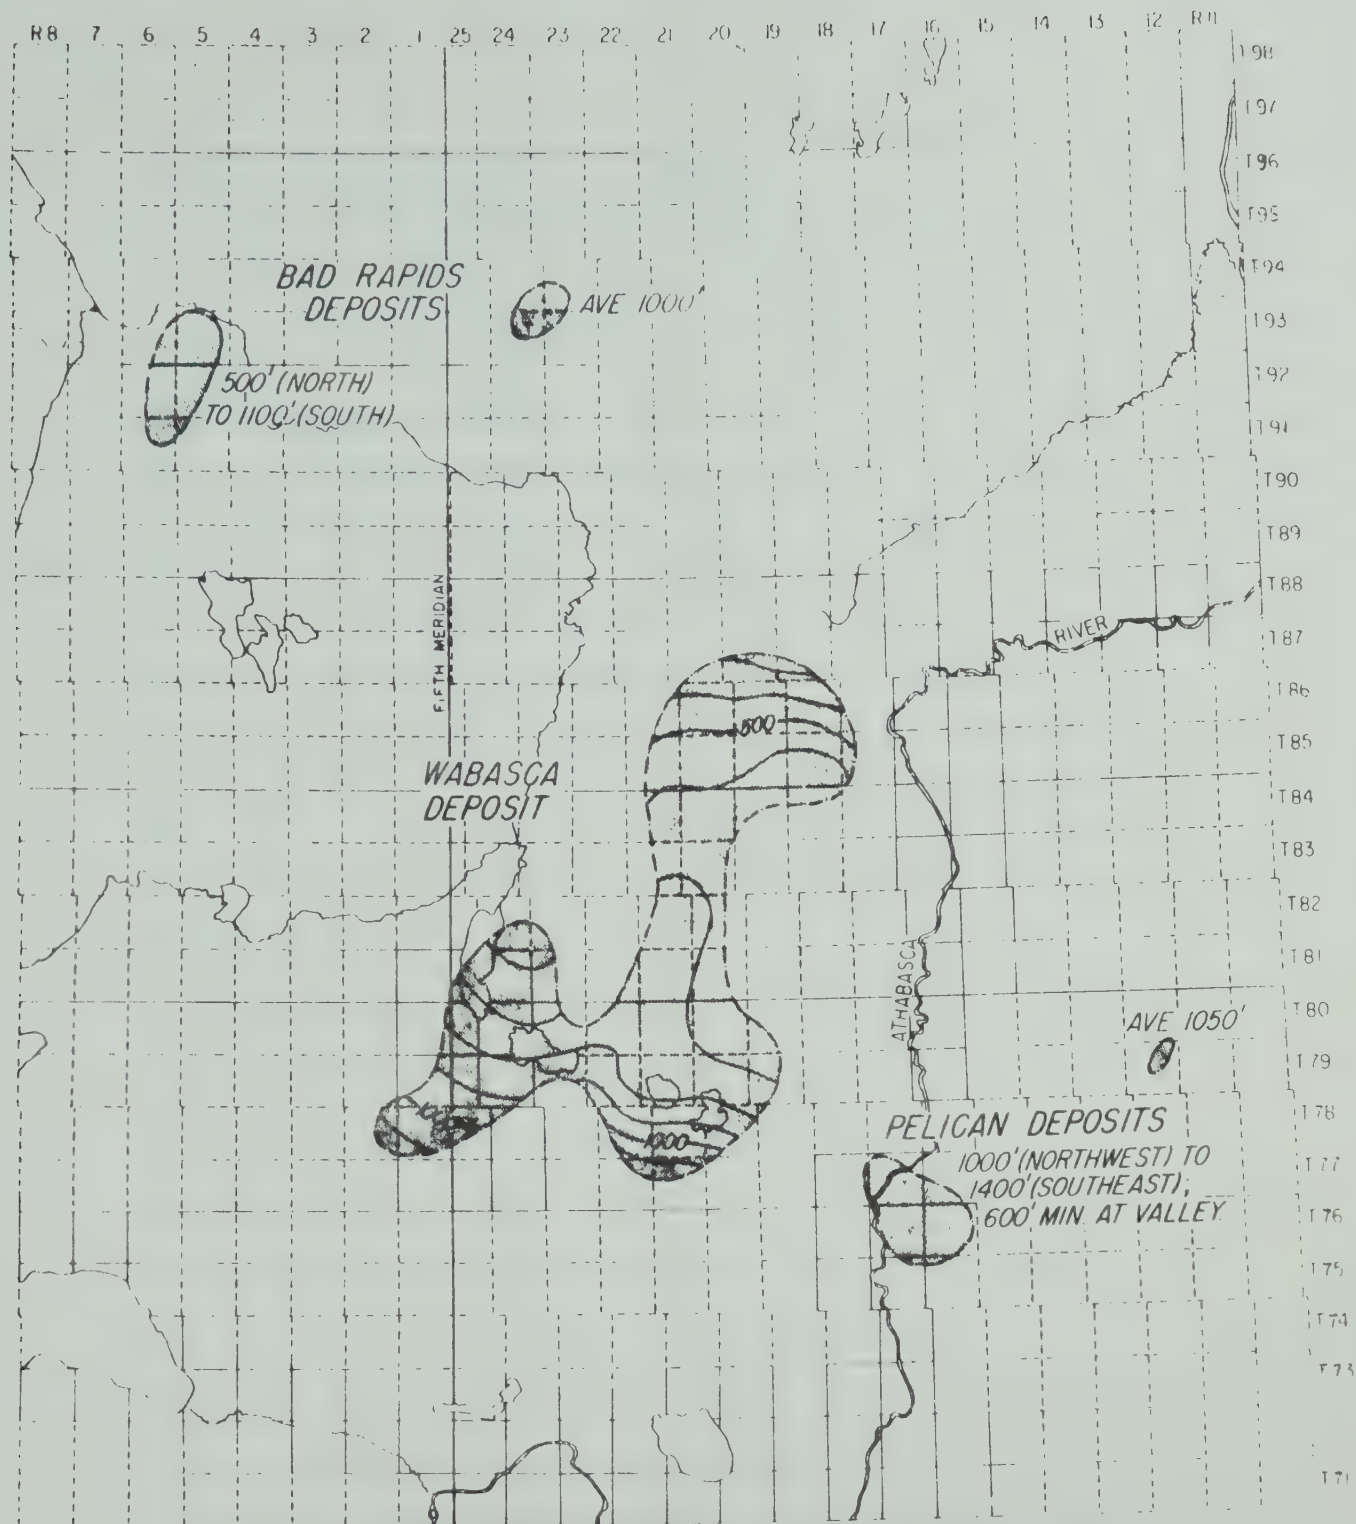 R8 7 6 5 4 3 2 1 25 24 23 22 21 20 19 18 17 16 15 14 13 12 R11
T98
T97
T96
T95
T94
T93
T92
T91
T90
T89
T88
T87
T86
T85
T84
T83
T82
T81
T80
T79
T78
T77
T76
T75
T74
T73
T71
BAD RAPIDS
DEPOSITS
AVE 1000'
500' (NORTH)
TO 1100' (SOUTH)
FIFTH MERIDIAN
RIVER
500
WABASCA
DEPOSIT
ATHABASCA
AVE 1050'
1000
PELICAN DEPOSITS
1000' (NORTHWEST) TO
1400' (SOUTHEAST);
600' MIN. AT VALLEY